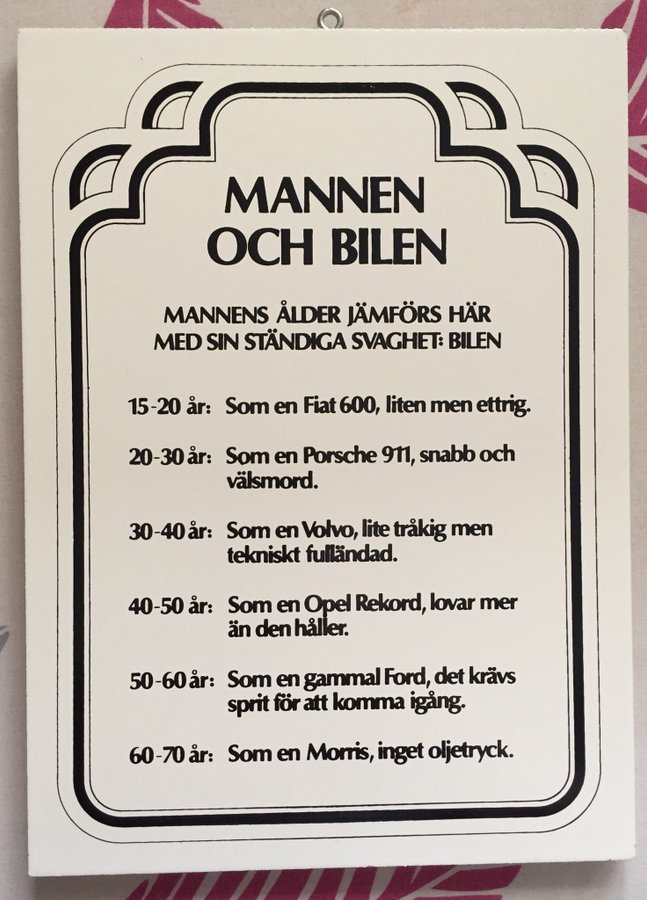 MANNEN
OCH BILEN
MANNENS ÅLDER JÄMFÖRS HÄR
MED SIN STÄNDIGA SVAGHET: BILEN
15-20 år: Som en Fiat 600, liten men ettrig.
20-30 år: Som en Porsche 911, snabb och
välsmord.
30-40 år: Som en Volvo, lite tråkig men
tekniskt fulländad.
40-50 år: Som en Opel Rekord, lovar mer
än den håller.
50-60 år: Som en gammal Ford, det krävs
sprit för att komma igång.
60-70 år: Som en Morris, inget oljetryck.